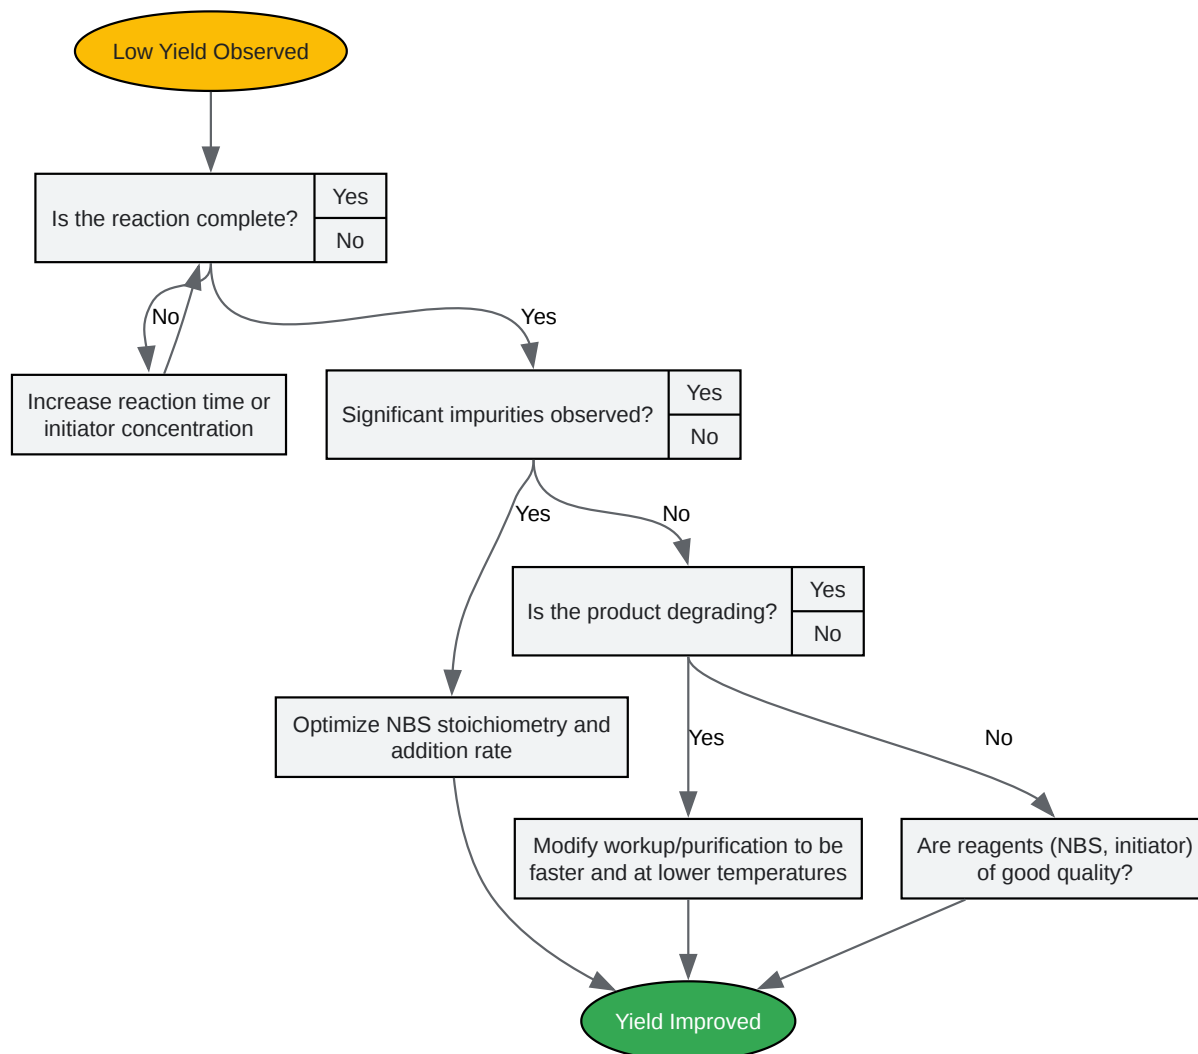 Low Yield Observed
Is the reaction complete?
Yes
No
No
Yes
Increase reaction time or
initiator concentration
Significant impurities observed?
Yes
No
Yes
No
Is the product degrading?
Yes
No
Optimize NBS stoichiometry and
addition rate
Yes
No
Modify workup/purification to be
faster and at lower temperatures
Are reagents (NBS, initiator)
of good quality?
Yield Improved